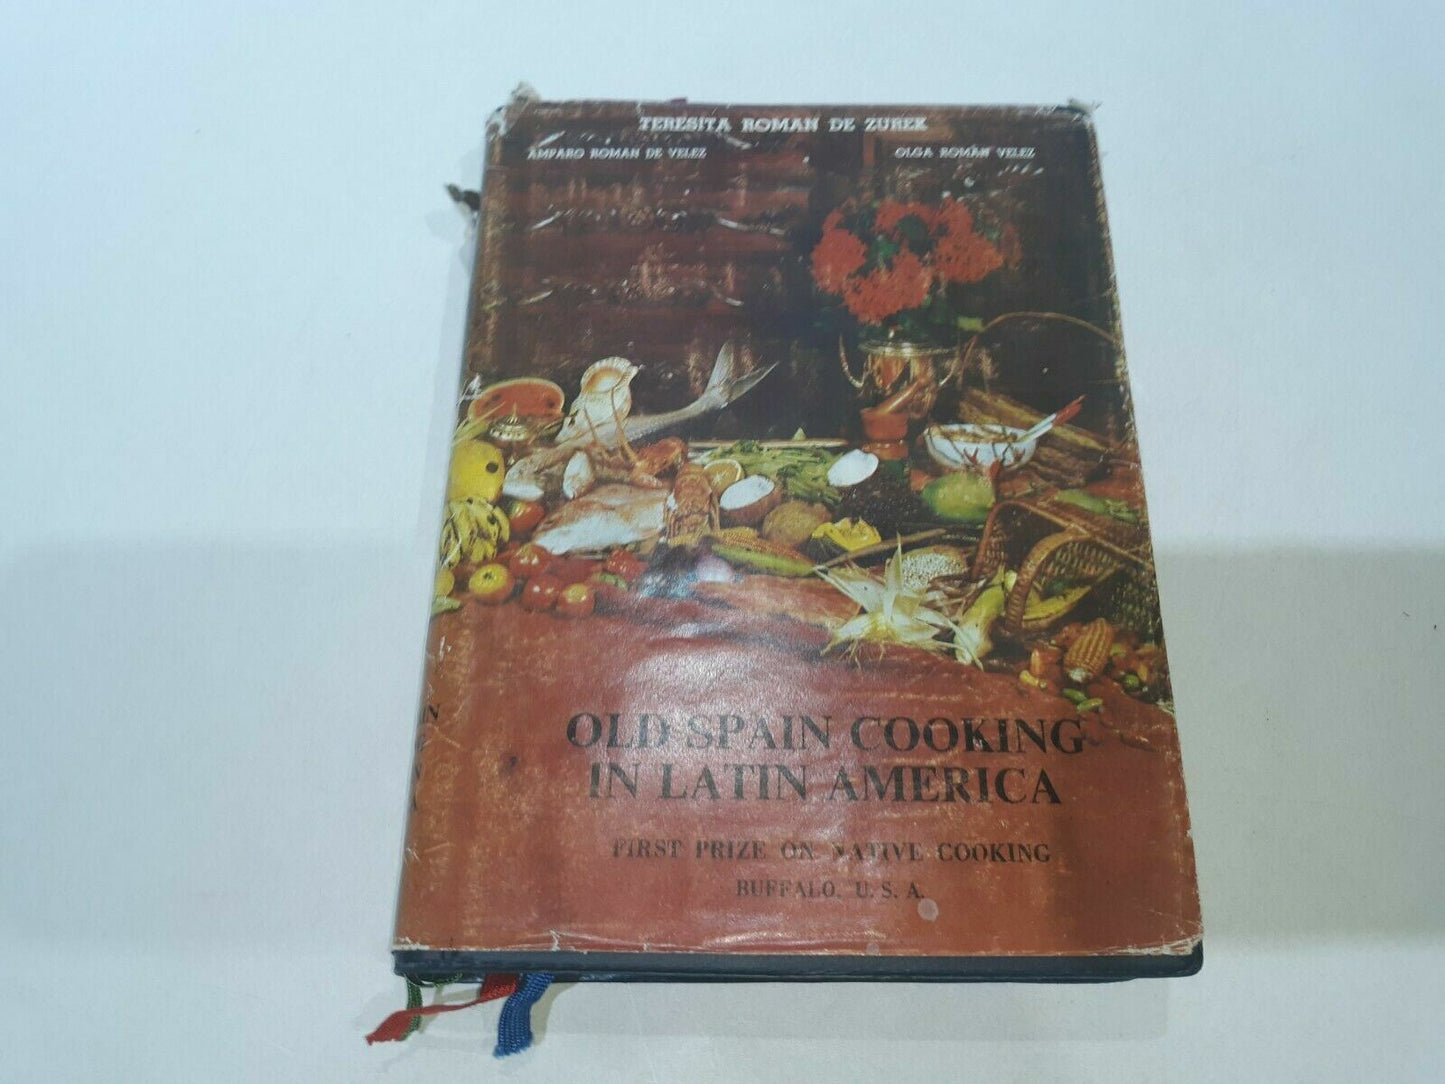 TERESITA ROMAN DE ZUREK
AMPARO ROMAN DE VELEZ
OLGA ROMÁN VELEZ
OLD SPAIN COOKING
IN LATIN AMERICA
FIRST PRIZE ON NATIVE COOKING
BUFFALO, U. S. A.